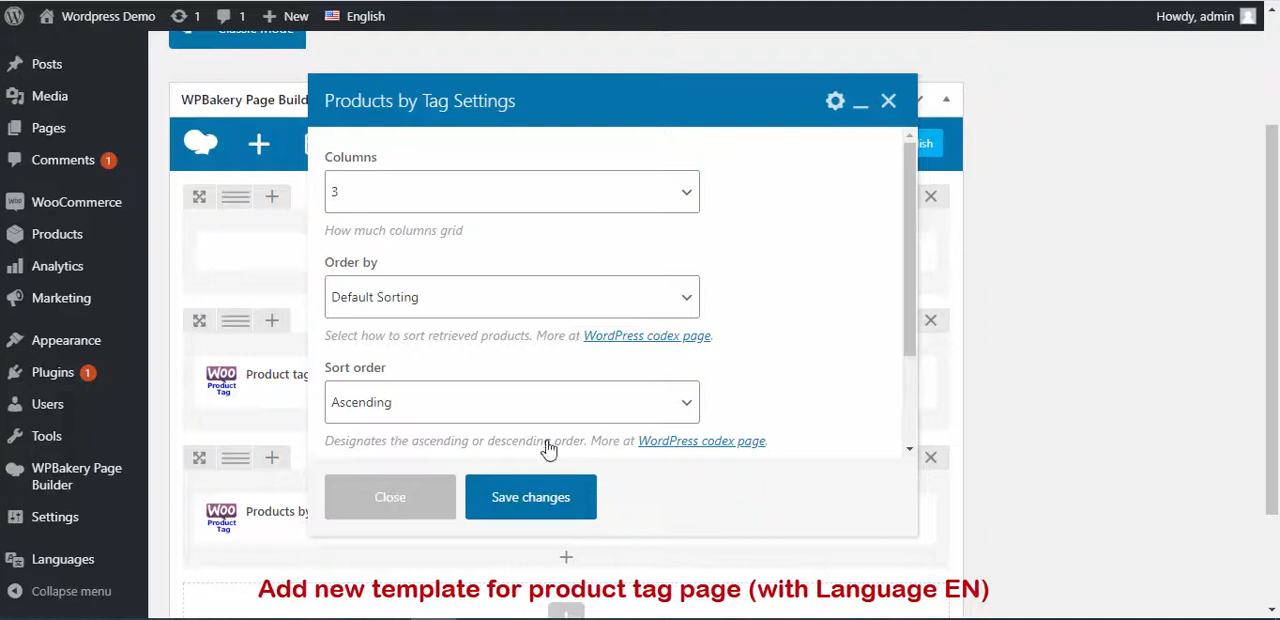 Wordpress Demo
1
1
New
English
Howdy, admin
Classic Mode
Posts
Media
Pages
Comments 1
WooCommerce
Products
Analytics
Marketing
Appearance
Plugins 1
Users
Tools
WPBakery Page
Builder
Settings
Languages
Collapse menu
WPBakery Page Build
ish
Woo
Product
Tag
Product tag
Woo
Product
Tag
Products by
Products by Tag Settings
Columns
3
How much columns grid
Order by
Default Sorting
Select how to sort retrieved products. More at WordPress codex page.
Sort order
Ascending
Designates the ascending or descending order. More at WordPress codex page.
Close
Save changes
Add new template for product tag page (with Language EN)